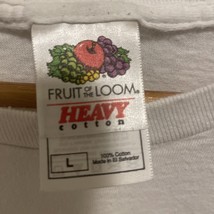 FRUIT OF THE LOOM®
HEAVY
cotton
L
100% Cotton
Made in El Salvador